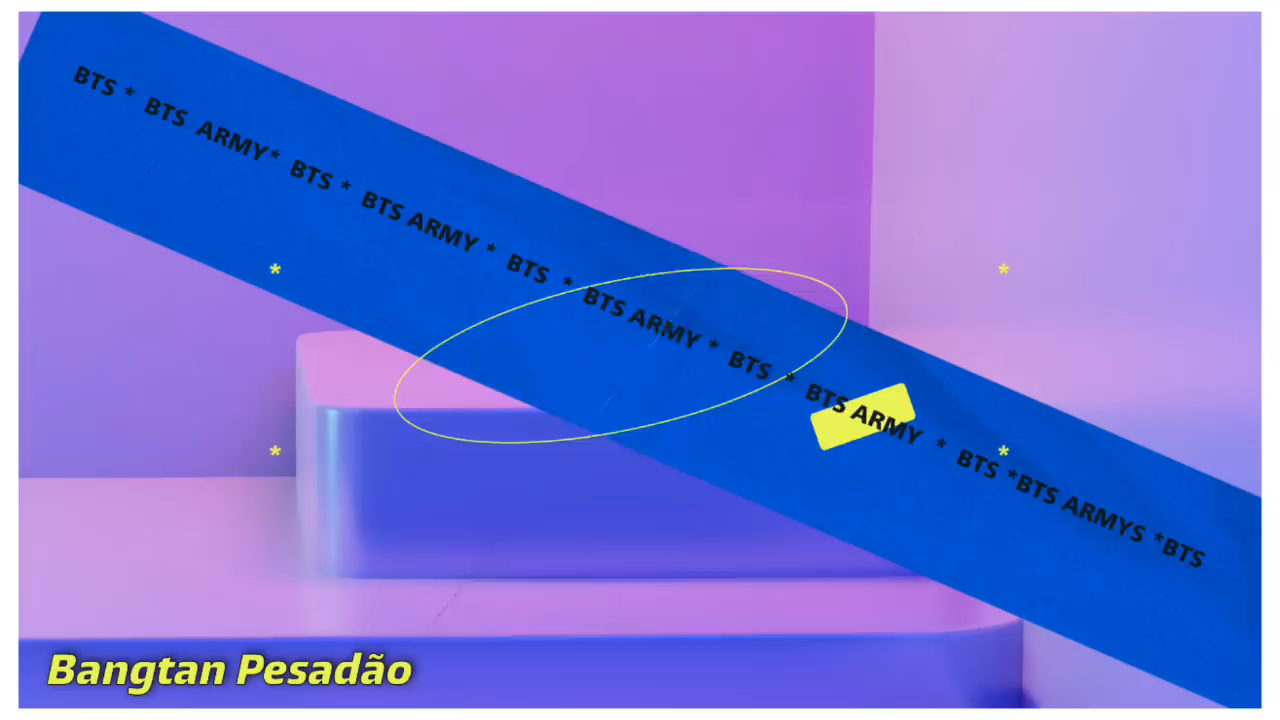 BTS * BTS ARMY* BTS * BTS ARMY * BTS * BTS ARMY * BTS * BTS ARMY * BTS *BTS ARMYS *BTS
* *
* *
Bangtan Pesadão